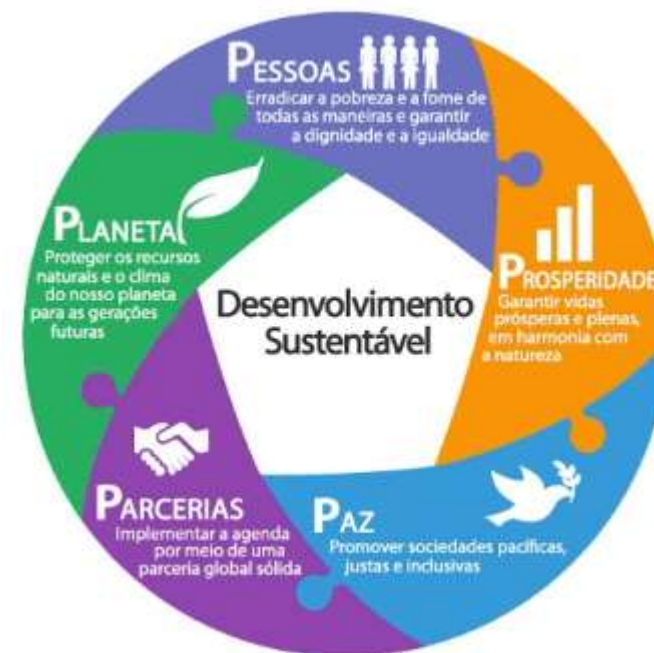 PESSOAS
Erradicar a pobreza e a fome de
todas as maneiras e garantir
a dignidade e a igualdade
PROSPERIDADE
Garantir vidas
prósperas e plenas,
em harmonia com
a natureza
PAZ
Promover sociedades pacíficas,
justas e inclusivas
PARCERIAS
Implementar a agenda
por meio de uma
parceria global sólida
PLANETA
Proteger os recursos
naturais e o clima
do nosso planeta
para as gerações
futuras
Desenvolvimento
Sustentável